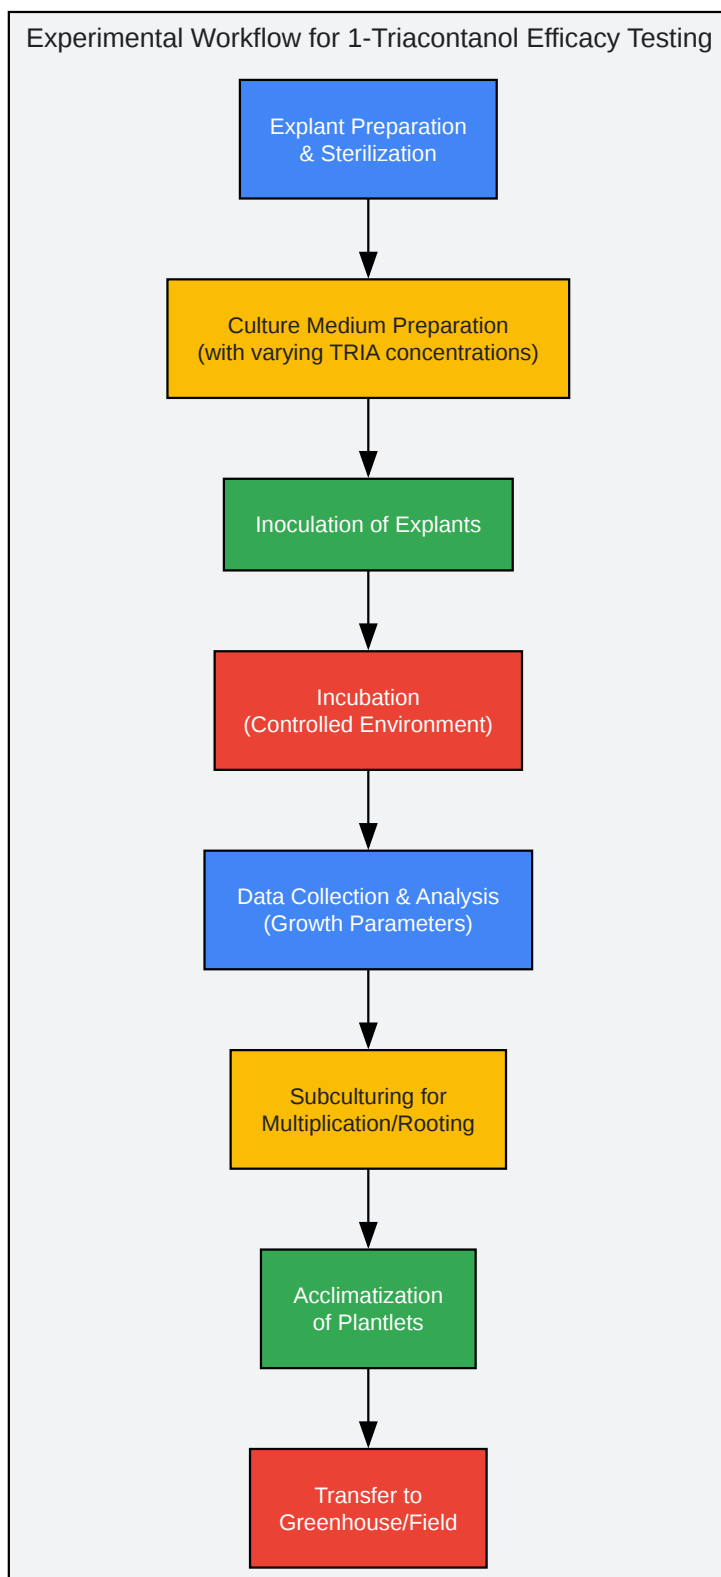 Experimental Workflow for 1-Triacontanol Efficacy Testing
Explant Preparation
& Sterilization
Culture Medium Preparation
(with varying TRIA concentrations)
Inoculation of Explants
Incubation
(Controlled Environment)
Data Collection & Analysis
(Growth Parameters)
Subculturing for
Multiplication/Rooting
Acclimatization
of Plantlets
Transfer to
Greenhouse/Field